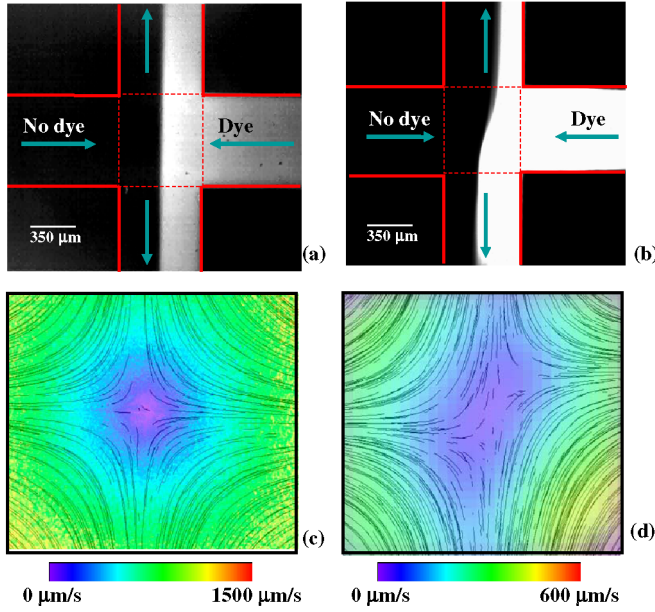 No dye
Dye
350 μm
(a)
No dye
Dye
350 μm
(b)
(c)
(d)
0 μm/s
1500 μm/s
0 μm/s
600 μm/s